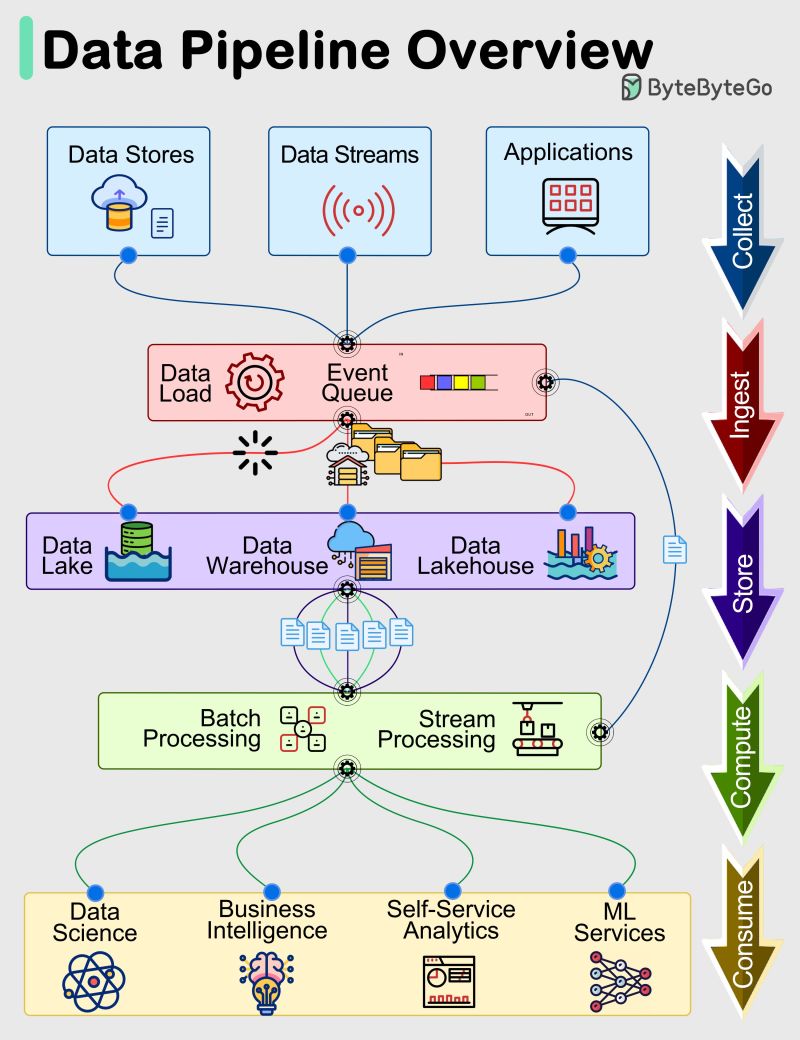 Data Pipeline Overview
ByteByteGo
Data Stores
Data Streams
Applications
Collect
IN
Data
Load
Event
Queue
OUT
Ingest
Data
Lake
Data
Warehouse
Data
Lakehouse
Store
Batch
Processing
Stream
Processing
Compute
Data
Science
Business
Intelligence
Self-Service
Analytics
ML
Services
Consume